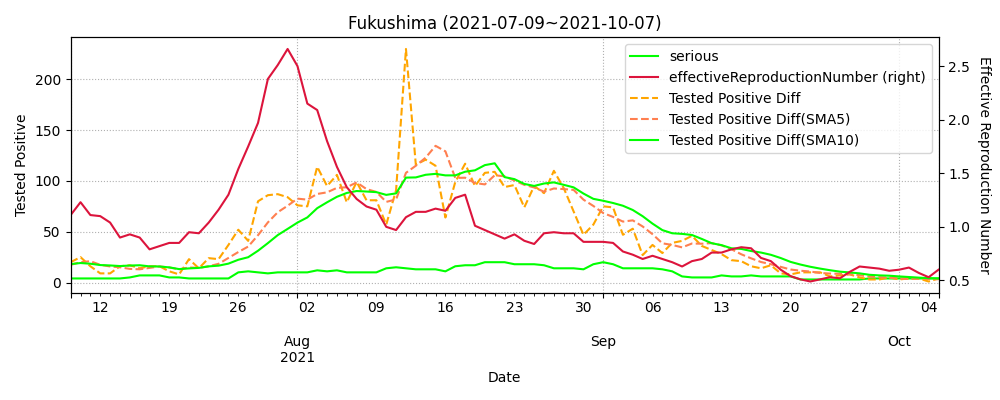 Fukushima (2021-07-09~2021-10-07)
serious
effectiveReproductionNumber (right)
Tested Positive Diff
Tested Positive Diff(SMA5)
Tested Positive Diff(SMA10)
Tested Positive
200
150
100
50
0
2.5
2.0
1.5
1.0
0.5
Effective Reproduction Number
12 19 26 02 09 16 23 30 06 13 20 27 04
Aug Sep Oct
2021
Date